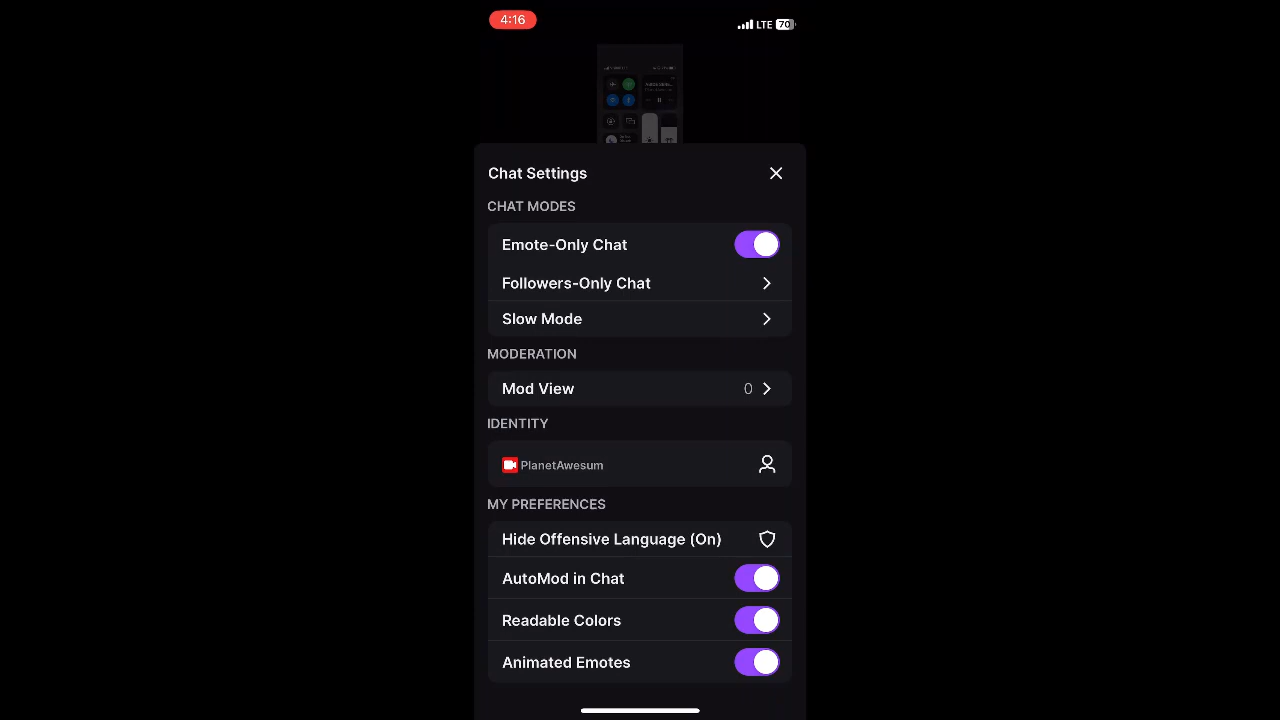 4:16
LTE 70
Chat Settings
CHAT MODES
Emote-Only Chat
Followers-Only Chat
Slow Mode
MODERATION
Mod View 0
IDENTITY
PlanetAwesum
MY PREFERENCES
Hide Offensive Language (On)
AutoMod in Chat
Readable Colors
Animated Emotes